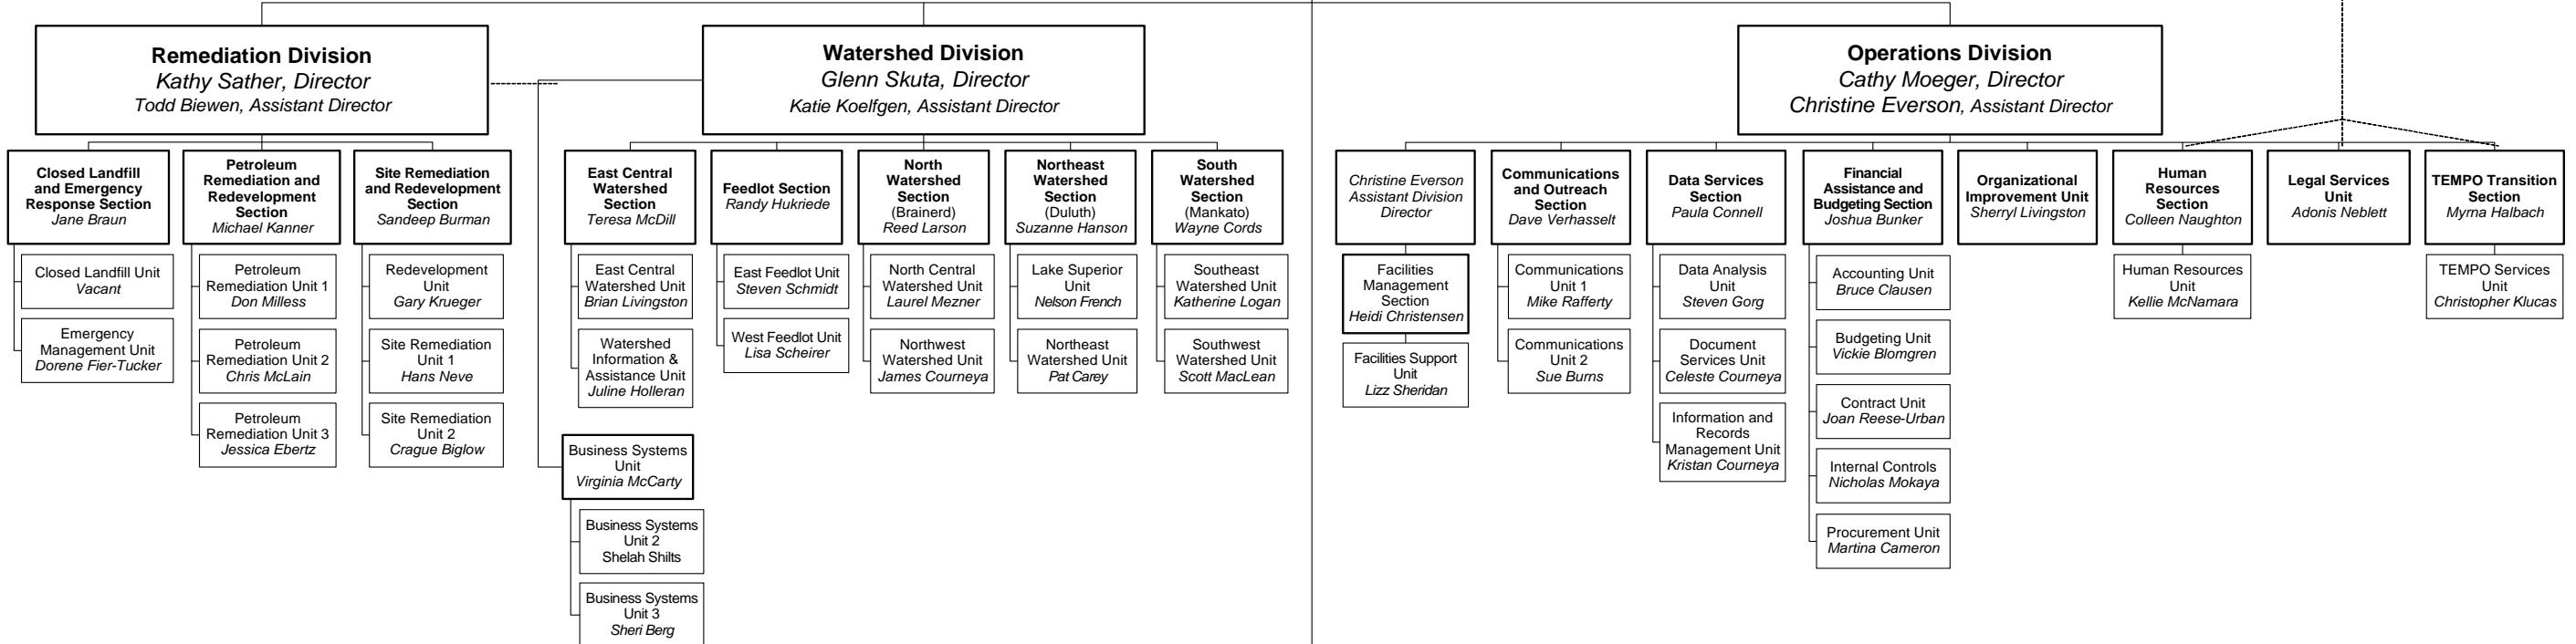 Remediation Division
Kathy Sather, Director
Todd Biewen, Assistant Director
Watershed Division
Glenn Skuta, Director
Katie Koelfgen, Assistant Director
Operations Division
Cathy Moeger, Director
Christine Everson, Assistant Director
Closed Landfill
and Emergency
Response Section
Jane Braun
Closed Landfill Unit
Vacant
Emergency
Management Unit
Dorene Fier-Tucker
Petroleum
Remediation and
Redevelopment
Section
Michael Kanner
Petroleum
Remediation Unit 1
Don Milless
Petroleum
Remediation Unit 2
Chris McLain
Petroleum
Remediation Unit 3
Jessica Ebertz
Site Remediation
and Redevelopment
Section
Sandeep Burman
Redevelopment
Unit
Gary Krueger
Site Remediation
Unit 1
Hans Neve
Site Remediation
Unit 2
Crague Biglow
East Central
Watershed
Section
Teresa McDill
East Central
Watershed Unit
Brian Livingston
Watershed
Information &
Assistance Unit
Juline Holleran
Business Systems
Unit
Virginia McCarty
Business Systems
Unit 2
Shelah Shilts
Business Systems
Unit 3
Sheri Berg
Feedlot Section
Randy Hukriede
East Feedlot Unit
Steven Schmidt
West Feedlot Unit
Lisa Scheirer
North
Watershed
Section
(Brainerd)
Reed Larson
North Central
Watershed Unit
Laurel Mezner
Northwest
Watershed Unit
James Courneya
Northeast
Watershed
Section
(Duluth)
Suzanne Hanson
Lake Superior
Unit
Nelson French
Northeast
Watershed Unit
Pat Carey
South
Watershed
Section
(Mankato)
Wayne Cords
Southeast
Watershed Unit
Katherine Logan
Southwest
Watershed Unit
Scott MacLean
Christine Everson
Assistant Division
Director
Facilities
Management
Section
Heidi Christensen
Facilities Support
Unit
Lizz Sheridan
Communications
and Outreach
Section
Dave Verhasselt
Communications
Unit 1
Mike Rafferty
Communications
Unit 2
Sue Burns
Data Services
Section
Paula Connell
Data Analysis
Unit
Steven Gorg
Document
Services Unit
Celeste Courneya
Information and
Records
Management Unit
Kristan Courneya
Financial
Assistance and
Budgeting Section
Joshua Bunker
Accounting Unit
Bruce Clausen
Budgeting Unit
Vickie Blomgren
Contract Unit
Joan Reese-Urban
Internal Controls
Nicholas Mokaya
Procurement Unit
Martina Cameron
Organizational
Improvement Unit
Sherryl Livingston
Human
Resources
Section
Colleen Naughton
Human Resources
Unit
Kellie McNamara
Legal Services
Unit
Adonis Neblett
TEMPO Transition
Section
Myrna Halbach
TEMPO Services
Unit
Christopher Klucas